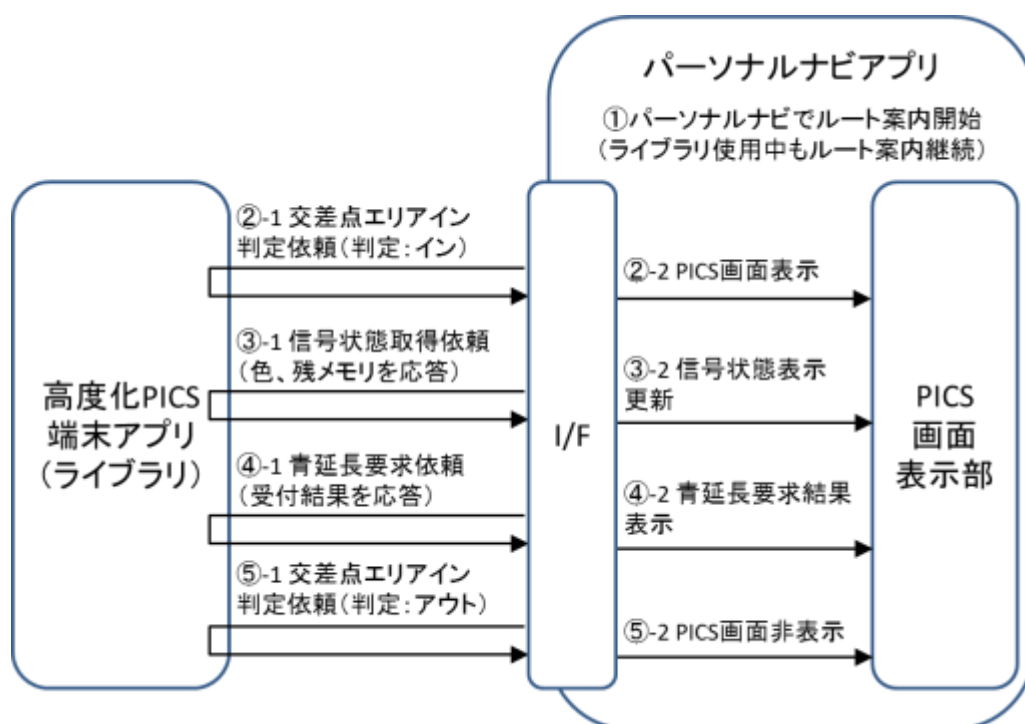 パーソナルナビアプリ
①パーソナルナビでルート案内開始
(ライブラリ使用中もルート案内継続)
高度化PICS
端末アプリ
(ライブラリ)
②-1 交差点エリアイン
判定依頼(判定:イン)
③-1 信号状態取得依頼
(色、残メモリを応答)
④-1 青延長要求依頼
(受付結果を応答)
⑤-1 交差点エリアイン
判定依頼(判定:アウト)
I/F
②-2 PICS画面表示
③-2 信号状態表示
更新
④-2 青延長要求結果
表示
⑤-2 PICS画面非表示
PICS
画面
表示部